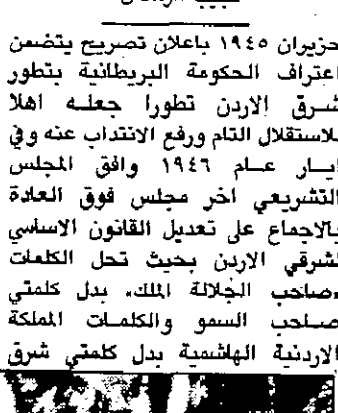 حزيران ١٩٤٥ باعلان تصريح يتضمن
اعتراف الحكومة البريطانية بتطور
شرق الاردن تطورا جعله اهلا
للاستقلال التام ورفع الانتداب عنه وفي
ايار عام ١٩٤٦ وافق المجلس
التشريعي اخر مجلس فوق العادة
بالاجماع على تعديل القانون الاساسي
لشرقي الاردن بحيث تحل الكلمات
«صاحب الجلالة الملك» بدل كلمتي
صاحب السمو والكلمات المملكة
الاردنية الهاشمية بدل كلمتي شرق